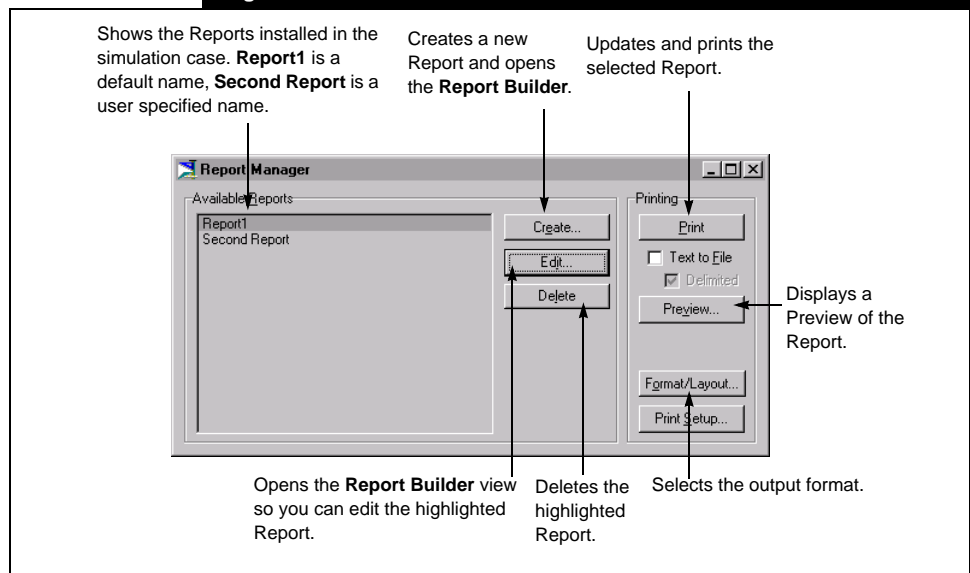 Shows the Reports installed in the
simulation case. Report1 is a
default name, Second Report is a
user specified name.
Creates a new
Report and opens
the Report Builder.
Updates and prints the
selected Report.
Report Manager
Available Reports
Report1
Second Report
Create...
Edit...
Delete
Printing
Print
Text to File
Delimited
Preview...
Format/Layout...
Print Setup...
Displays a
Preview of the
Report.
Opens the Report Builder view
so you can edit the highlighted
Report.
Deletes the
highlighted
Report.
Selects the output format.